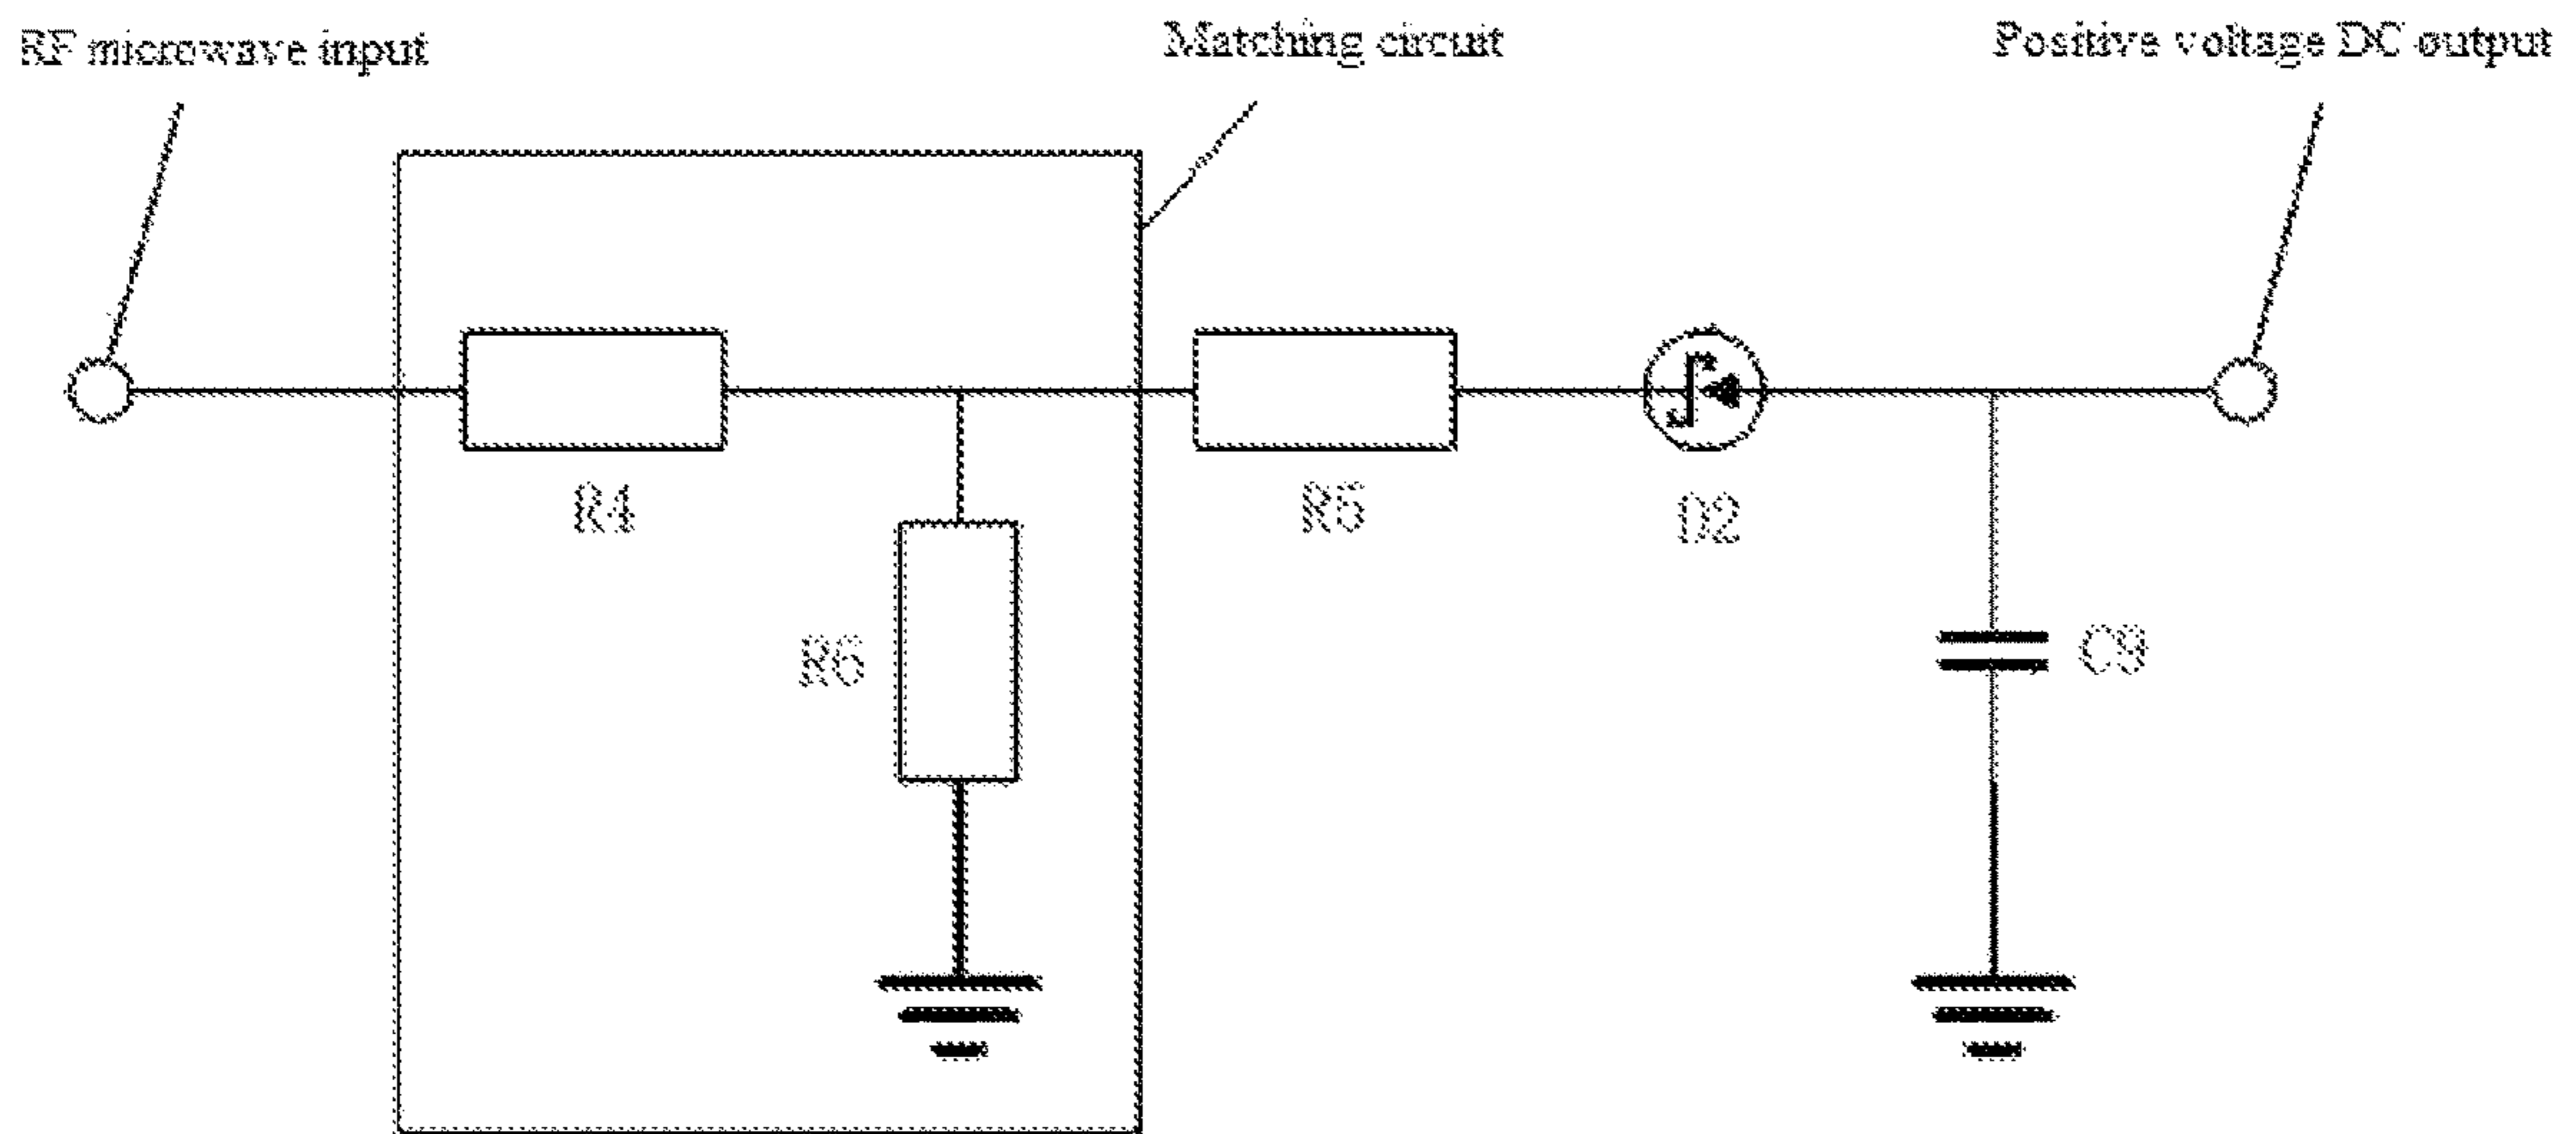 RF microwave input
Matching circuit
Positive voltage DC output
R4
R5
D2
R6
C9